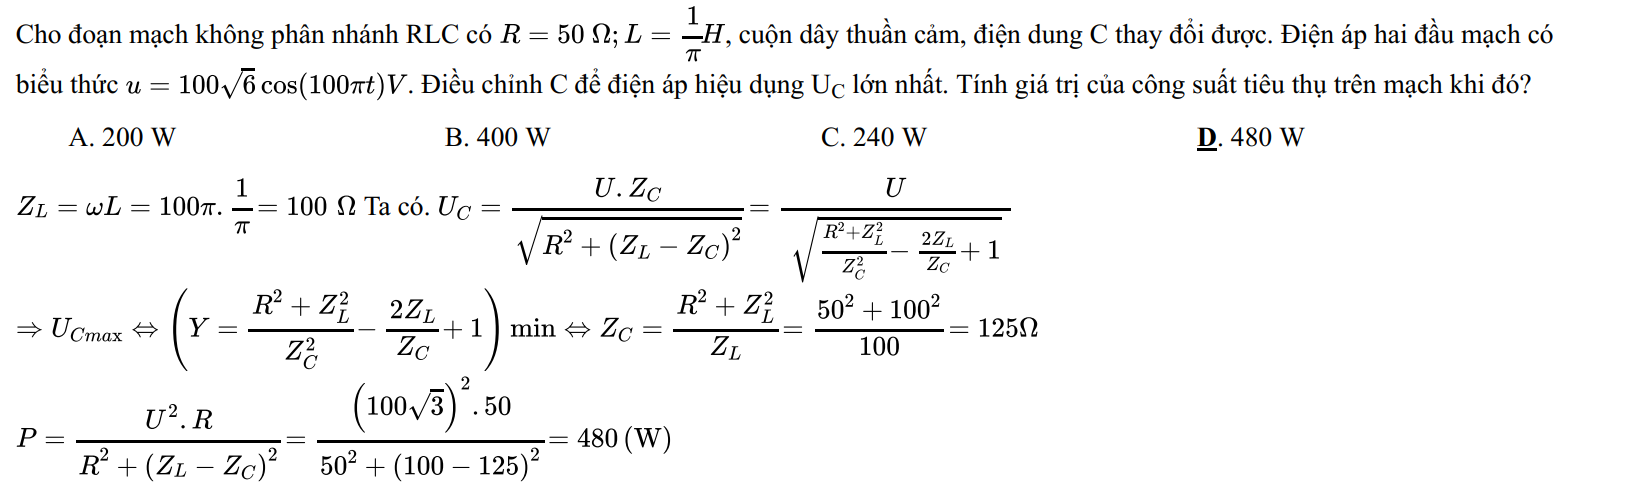 Cho đoạn mạch không phân nhánh RLC có $R = 50\ \Omega; L = \frac{1}{\pi}H$, cuộn dây thuần cảm, điện dung C thay đổi được. Điện áp hai đầu mạch có
biểu thức $u = 100\sqrt{6}\cos(100\pi t)V$. Điều chỉnh C để điện áp hiệu dụng U_C lớn nhất. Tính giá trị của công suất tiêu thụ trên mạch khi đó?
A. 200 W B. 400 W C. 240 W D. 480 W
$Z_L = \omega L = 100\pi.\frac{1}{\pi} = 100\ \Omega$ Ta có. $U_C = \frac{U.Z_C}{\sqrt{R^2 + (Z_L - Z_C)^2}} = \frac{U}{\sqrt{\frac{R^2 + Z_L^2}{Z_C^2} - \frac{2Z_L}{Z_C} + 1}}$
$\Rightarrow U_{Cmax} \Leftrightarrow \left(Y = \frac{R^2 + Z_L^2}{Z_C^2} - \frac{2Z_L}{Z_C} + 1\right) \min \Leftrightarrow Z_C = \frac{R^2 + Z_L^2}{Z_L} = \frac{50^2 + 100^2}{100} = 125\Omega$
$P = \frac{U^2.R}{R^2 + (Z_L - Z_C)^2} = \frac{(100\sqrt{3})^2.50}{50^2 + (100 - 125)^2} = 480\,(\text{W})$